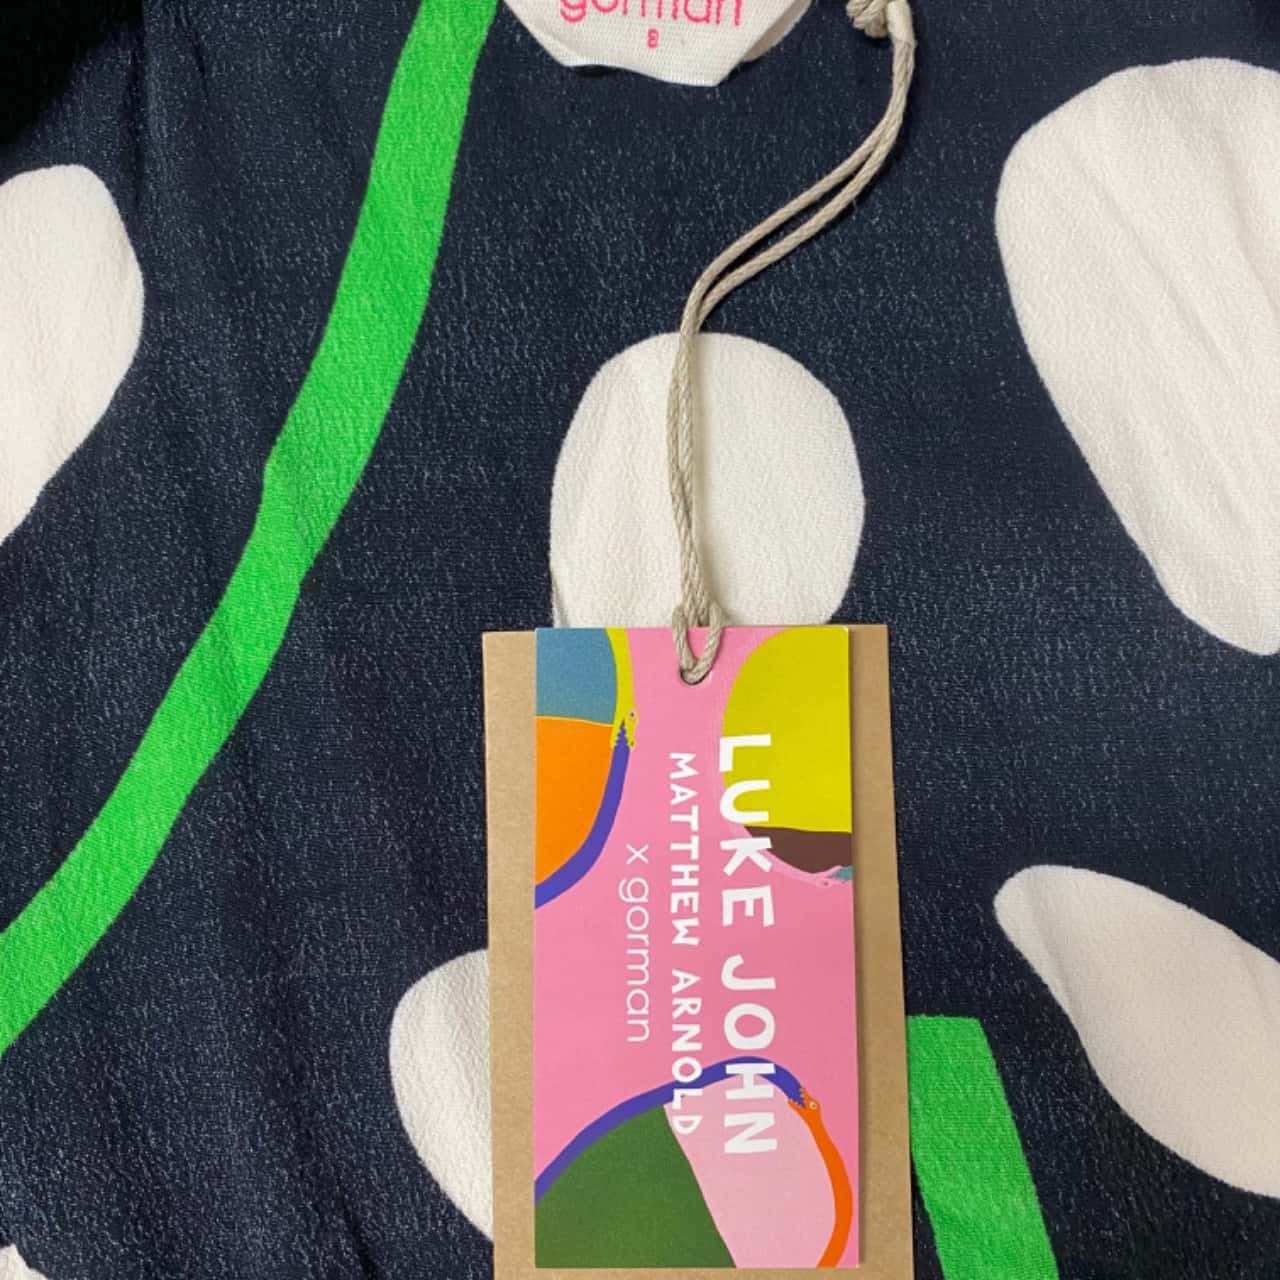 gorman
8
LUKE JOHN
MATTHEW ARNOLD
x gorman